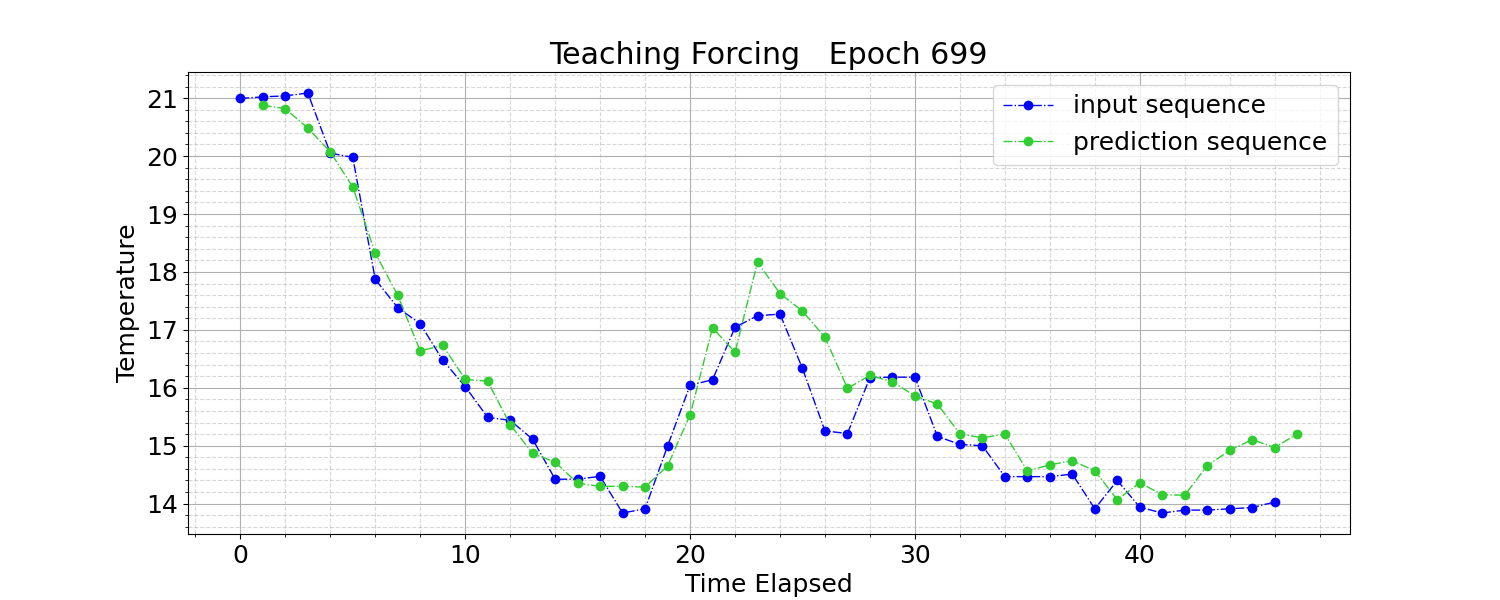 Teaching Forcing   Epoch 699
input sequence
prediction sequence
Temperature
21
20
19
18
17
16
15
14
0 10 20 30 40
Time Elapsed